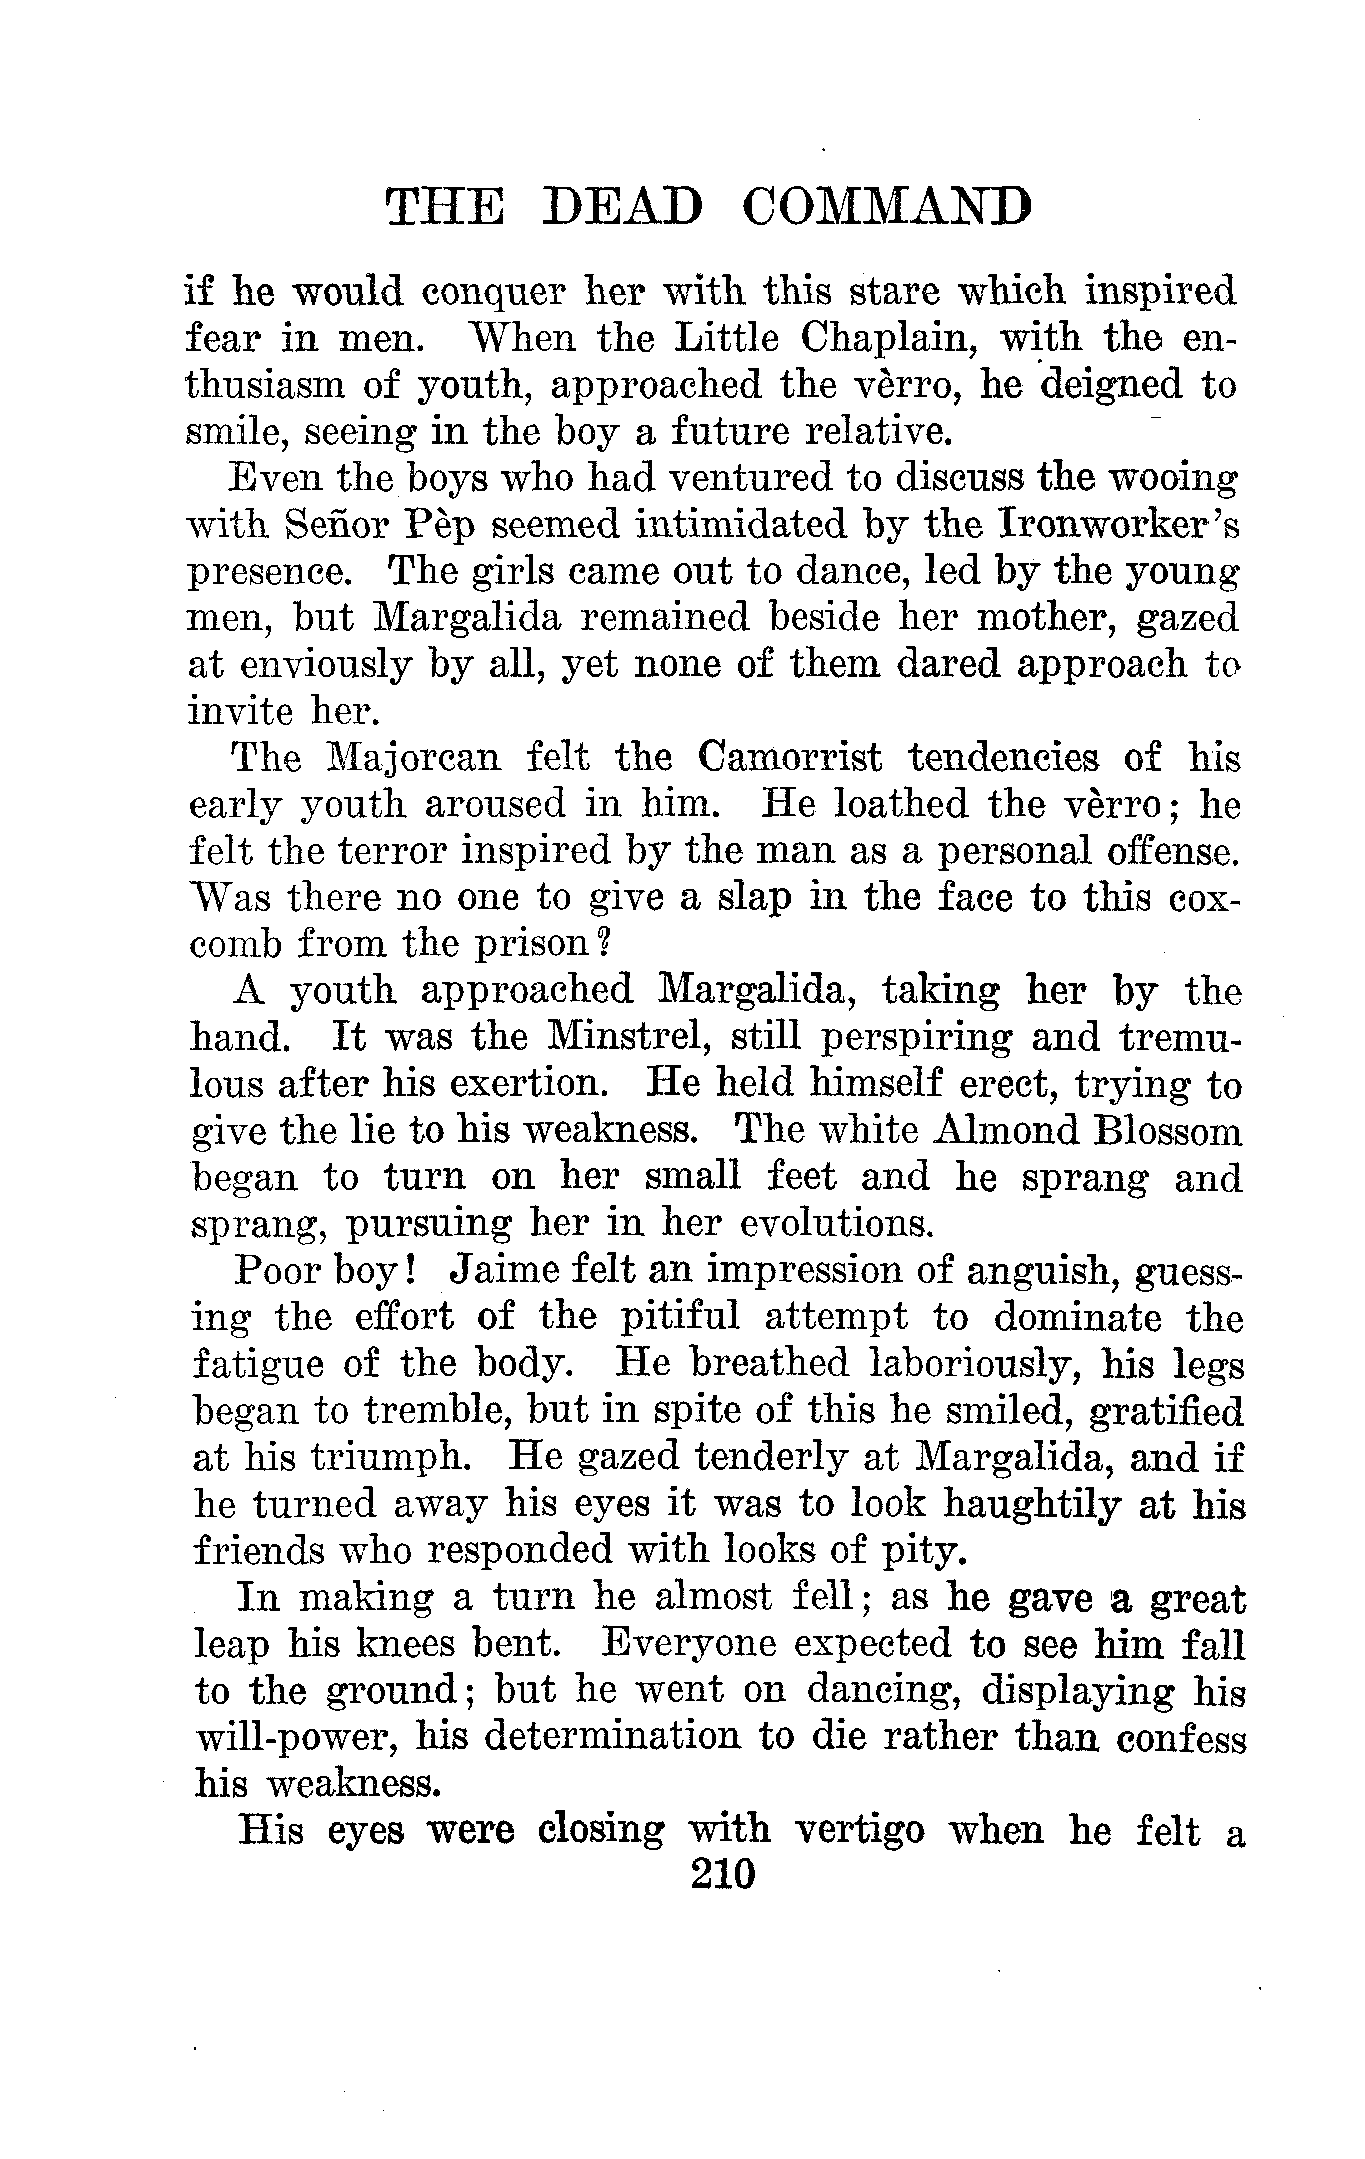 THE DEAD COMMAND
if he would conquer her with this stare which inspired
fear in men. When the Little Chaplain, with the en-
thusiasm of youth, approached the vèrro, he deigned to
smile, seeing in the boy a future relative.
Even the boys who had ventured to discuss the wooing
with Señor Pèp seemed intimidated by the Ironworker's
presence. The girls came out to dance, led by the young
men, but Margalida remained beside her mother, gazed
at enviously by all, yet none of them dared approach to
invite her.
The Majorcan felt the Camorrist tendencies of his
early youth aroused in him. He loathed the vèrro; he
felt the terror inspired by the man as a personal offense.
Was there no one to give a slap in the face to this cox-
comb from the prison?
A youth approached Margalida, taking her by the
hand. It was the Minstrel, still perspiring and tremu-
lous after his exertion. He held himself erect, trying to
give the lie to his weakness. The white Almond Blossom
began to turn on her small feet and he sprang and
sprang, pursuing her in her evolutions.
Poor boy! Jaime felt an impression of anguish, guess-
ing the effort of the pitiful attempt to dominate the
fatigue of the body. He breathed laboriously, his legs
began to tremble, but in spite of this he smiled, gratified
at his triumph. He gazed tenderly at Margalida, and if
he turned away his eyes it was to look haughtily at his
friends who responded with looks of pity.
In making a turn he almost fell; as he gave a great
leap his knees bent. Everyone expected to see him fall
to the ground; but he went on dancing, displaying his
will-power, his determination to die rather than confess
his weakness.
His eyes were closing with vertigo when he felt a
210